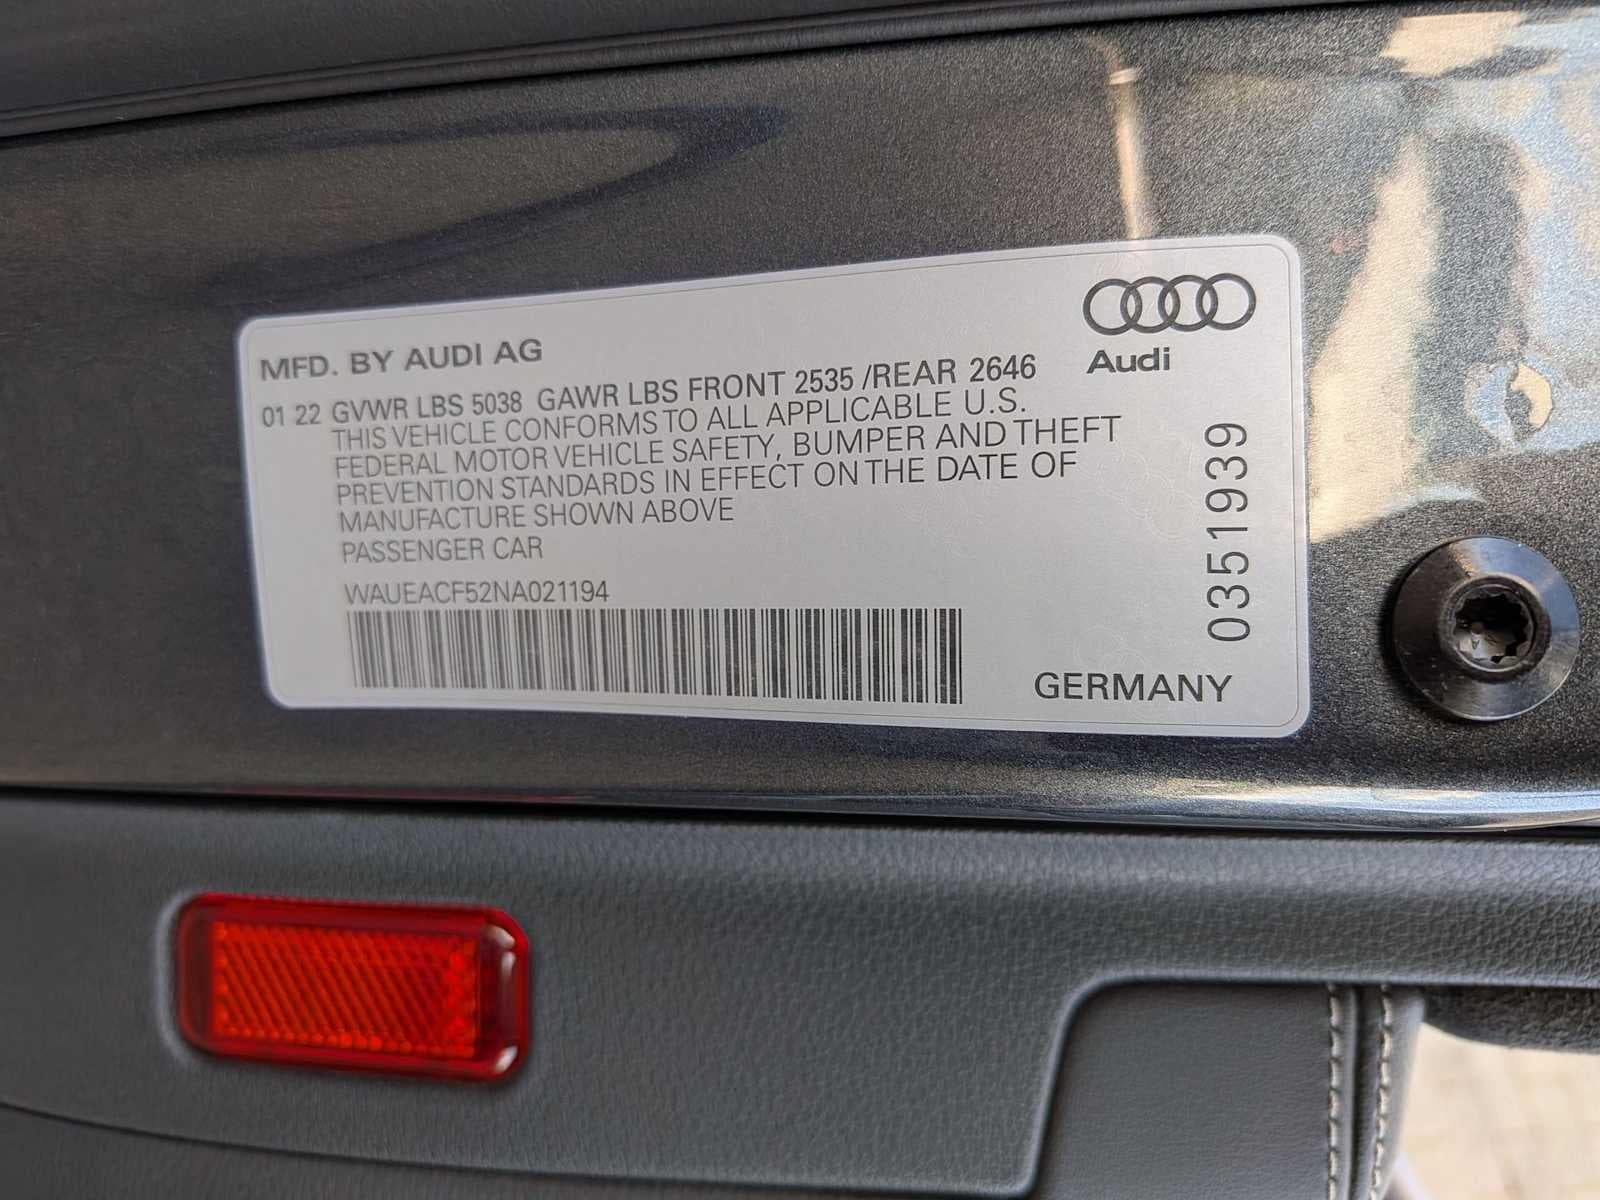 MFD. BY AUDI AG
Audi
01 22 GVWR LBS 5038 GAWR LBS FRONT 2535 /REAR 2646
THIS VEHICLE CONFORMS TO ALL APPLICABLE U.S.
FEDERAL MOTOR VEHICLE SAFETY, BUMPER AND THEFT
PREVENTION STANDARDS IN EFFECT ON THE DATE OF
MANUFACTURE SHOWN ABOVE
PASSENGER CAR
WAUEACF52NA021194
GERMANY
0351939